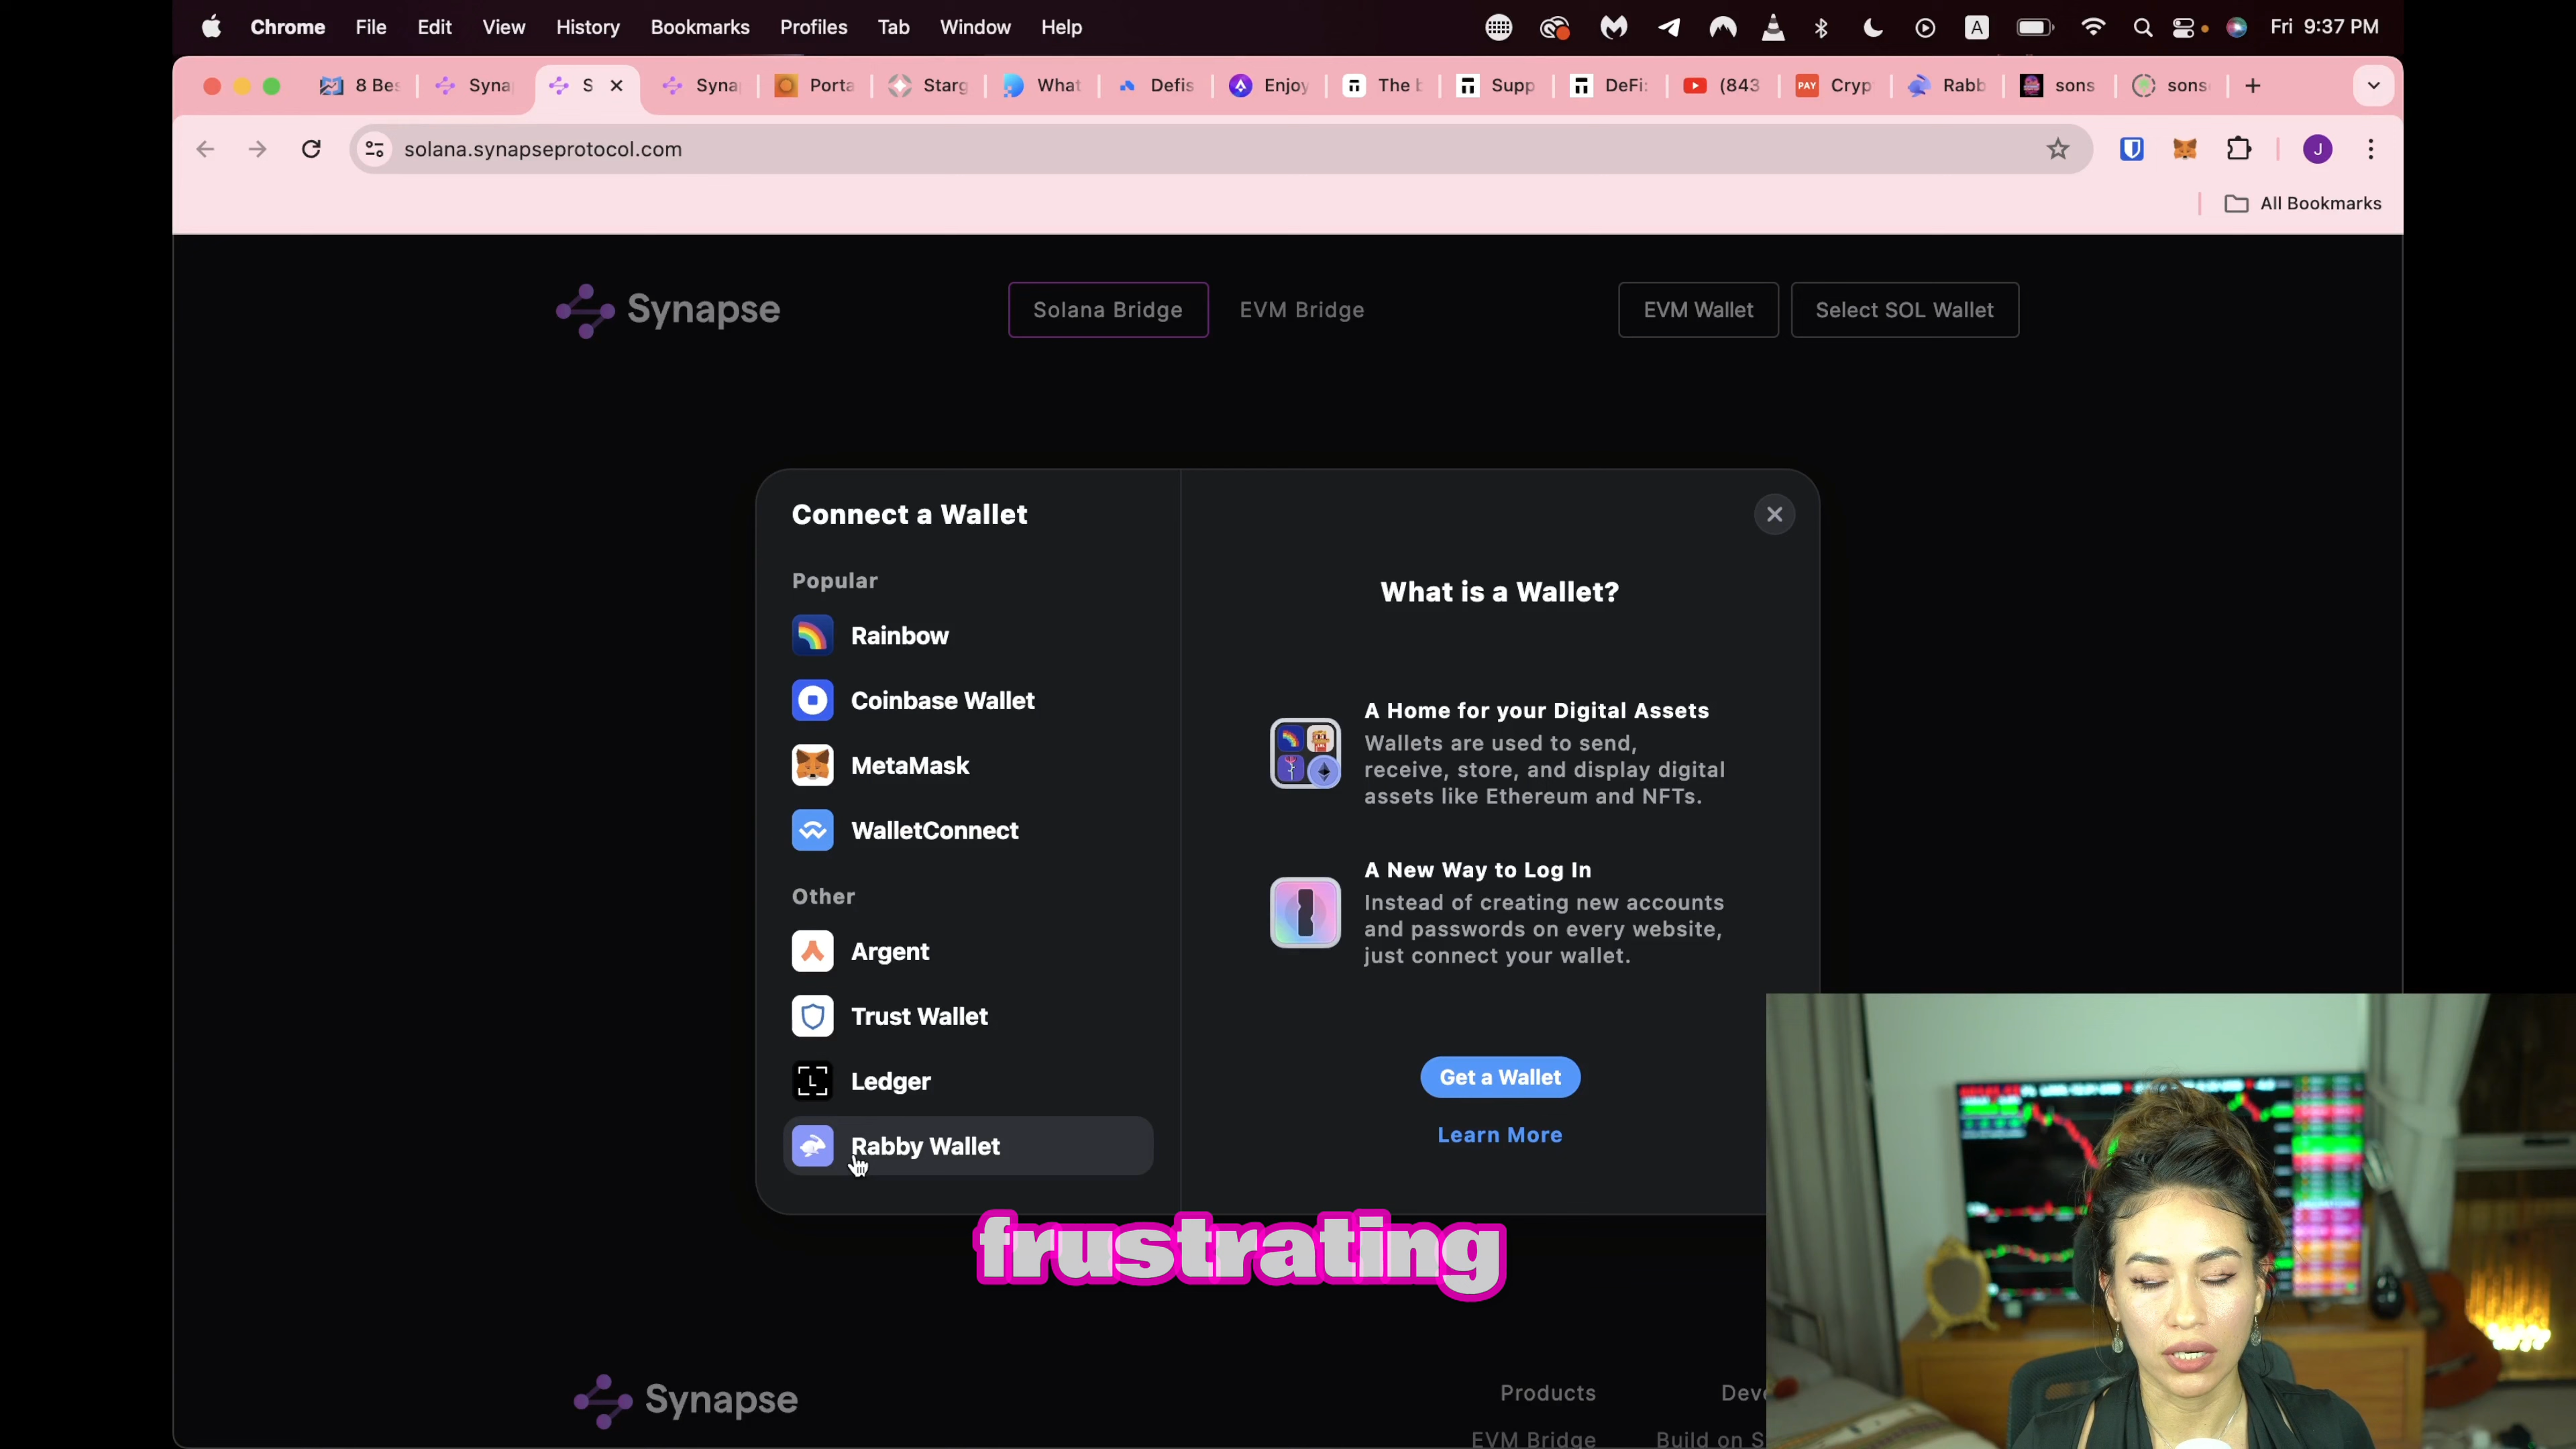 Chrome File Edit View History Bookmarks Profiles Tab Window Help
A
Fri 9:37 PM
8 Bes
Syna
S
Syna
Porta
Starg
What
Defis
Enjoy
The b
Supp
DeFi:
(843
PAY Cryp
Rabb
sons
sons
solana.synapseprotocol.com
J
All Bookmarks
Synapse
Solana Bridge
EVM Bridge
EVM Wallet
Select SOL Wallet
Connect a Wallet
Popular
Rainbow
Coinbase Wallet
MetaMask
WalletConnect
Other
Argent
Trust Wallet
L Ledger
Rabby Wallet
What is a Wallet?
A Home for your Digital Assets
Wallets are used to send,
receive, store, and display digital
assets like Ethereum and NFTs.
A New Way to Log In
Instead of creating new accounts
and passwords on every website,
just connect your wallet.
Get a Wallet
Learn More
frustrating
Synapse
Products
Deve
EVM Bridge
Build on S